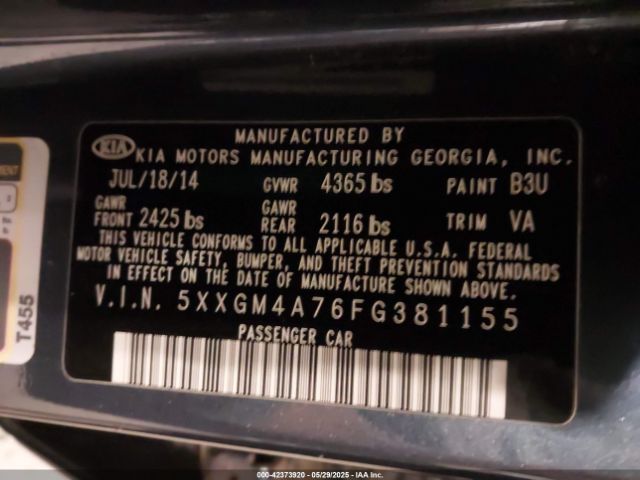 KIA
MANUFACTURED BY
KIA MOTORS MANUFACTURING GEORGIA, INC.
JUL/18/14 GVWR 4365 lbs PAINT B3U
GAWR FRONT 2425 lbs GAWR REAR 2116 lbs TRIM VA
THIS VEHICLE CONFORMS TO ALL APPLICABLE U.S.A. FEDERAL
MOTOR VEHICLE SAFETY, BUMPER, AND THEFT PREVENTION STANDARDS
IN EFFECT ON THE DATE OF MANUFACTURE SHOWN ABOVE.
V.I.N. 5XXGM4A76FG381155
PASSENGER CAR
T455
000-42373920 - 05/29/2025 - IAA Inc.